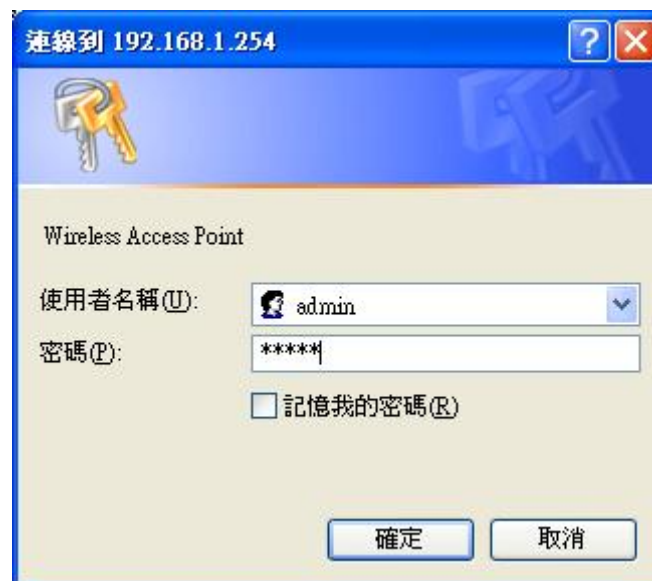 連線到 192.168.1.254
Wireless Access Point
使用者名稱(U):
admin
密碼(P):
*****
記憶我的密碼(R)
確定
取消